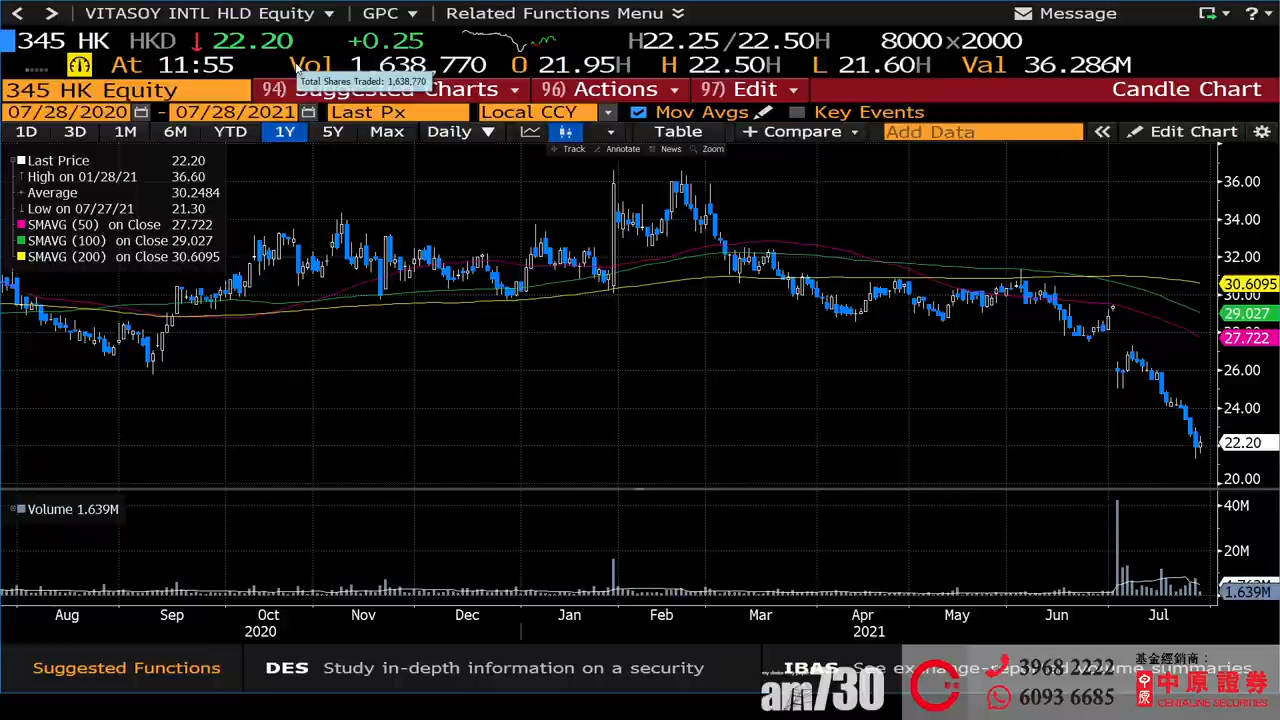 VITASOY INTL HLD Equity GPC Related Functions Menu Message ?
345 HK HKD 22.20 +0.25 H22.25/22.50H 8000×2000
At 11:55 Vol 1,638,770 O 21.95H H 22.50H L 21.60H Val 36.286M
Total Shares Traded: 1,638,770
345 HK Equity 94) Suggested Charts 96) Actions 97) Edit Candle Chart
07/28/2020 - 07/28/2021 Last Px Local CCY Mov Avgs Key Events
1D 3D 1M 6M YTD 1Y 5Y Max Daily Table + Compare Add Data Edit Chart
Track Annotate News Zoom
Last Price 22.20
High on 01/28/21 36.60
Average 30.2484
Low on 07/27/21 21.30
SMAVG (50) on Close 27.722
SMAVG (100) on Close 29.027
SMAVG (200) on Close 30.6095
36.00
34.00
32.00
30.6095
30.00
29.027
27.722
26.00
24.00
22.20
20.00
Volume 1.639M
40M
20M
1.639M
Aug Sep Oct Nov Dec Jan Feb Mar Apr May Jun Jul
2020 2021
Suggested Functions DES Study in-depth information on a security IBAS
am730
3968 2222
6093 6685
基金經銷商：
中原證券
CENTALINE SECURITIES